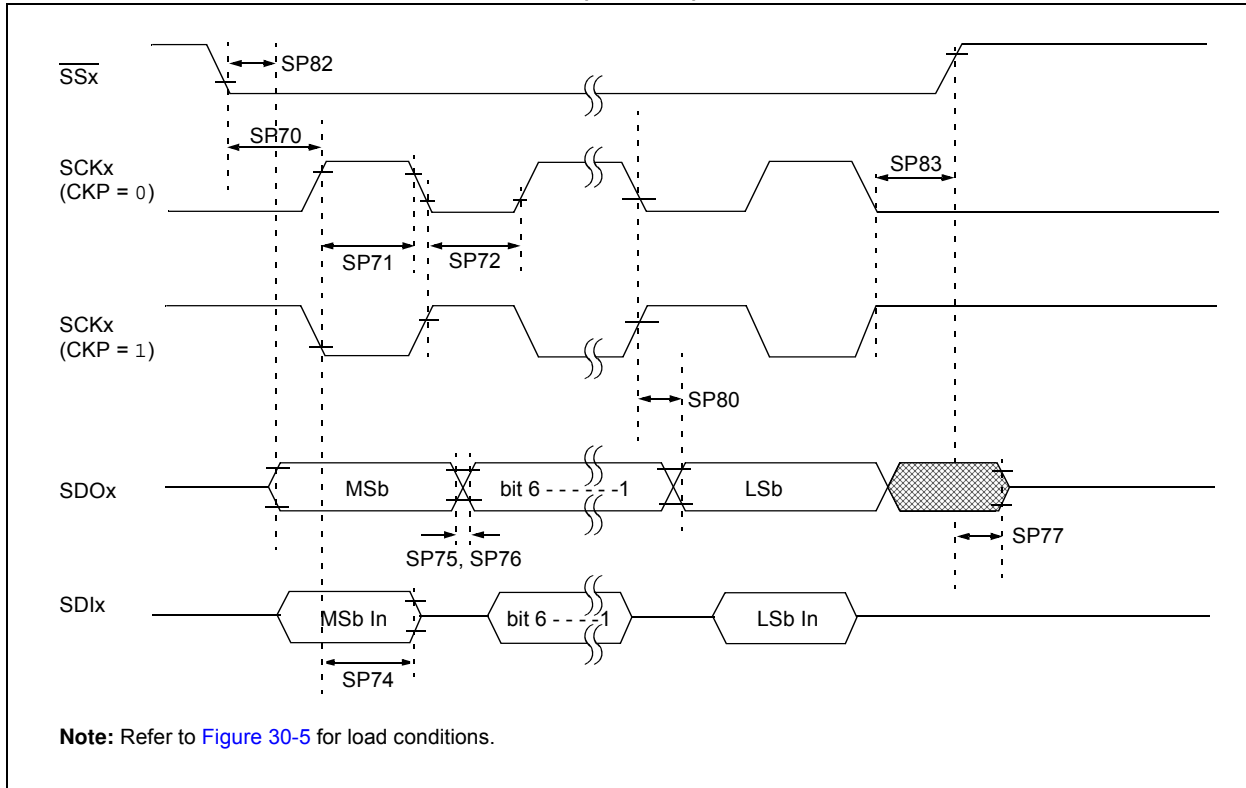 SP82
SSx
SP70
SCKx
(CKP = 0)
SP83
SP71
SP72
SCKx
(CKP = 1)
SP80
SDOx
MSb
bit 6 - - - - - -1
LSb
SP75, SP76
SP77
SDIx
MSb In
bit 6 - - - -1
LSb In
SP74
Note: Refer to Figure 30-5 for load conditions.